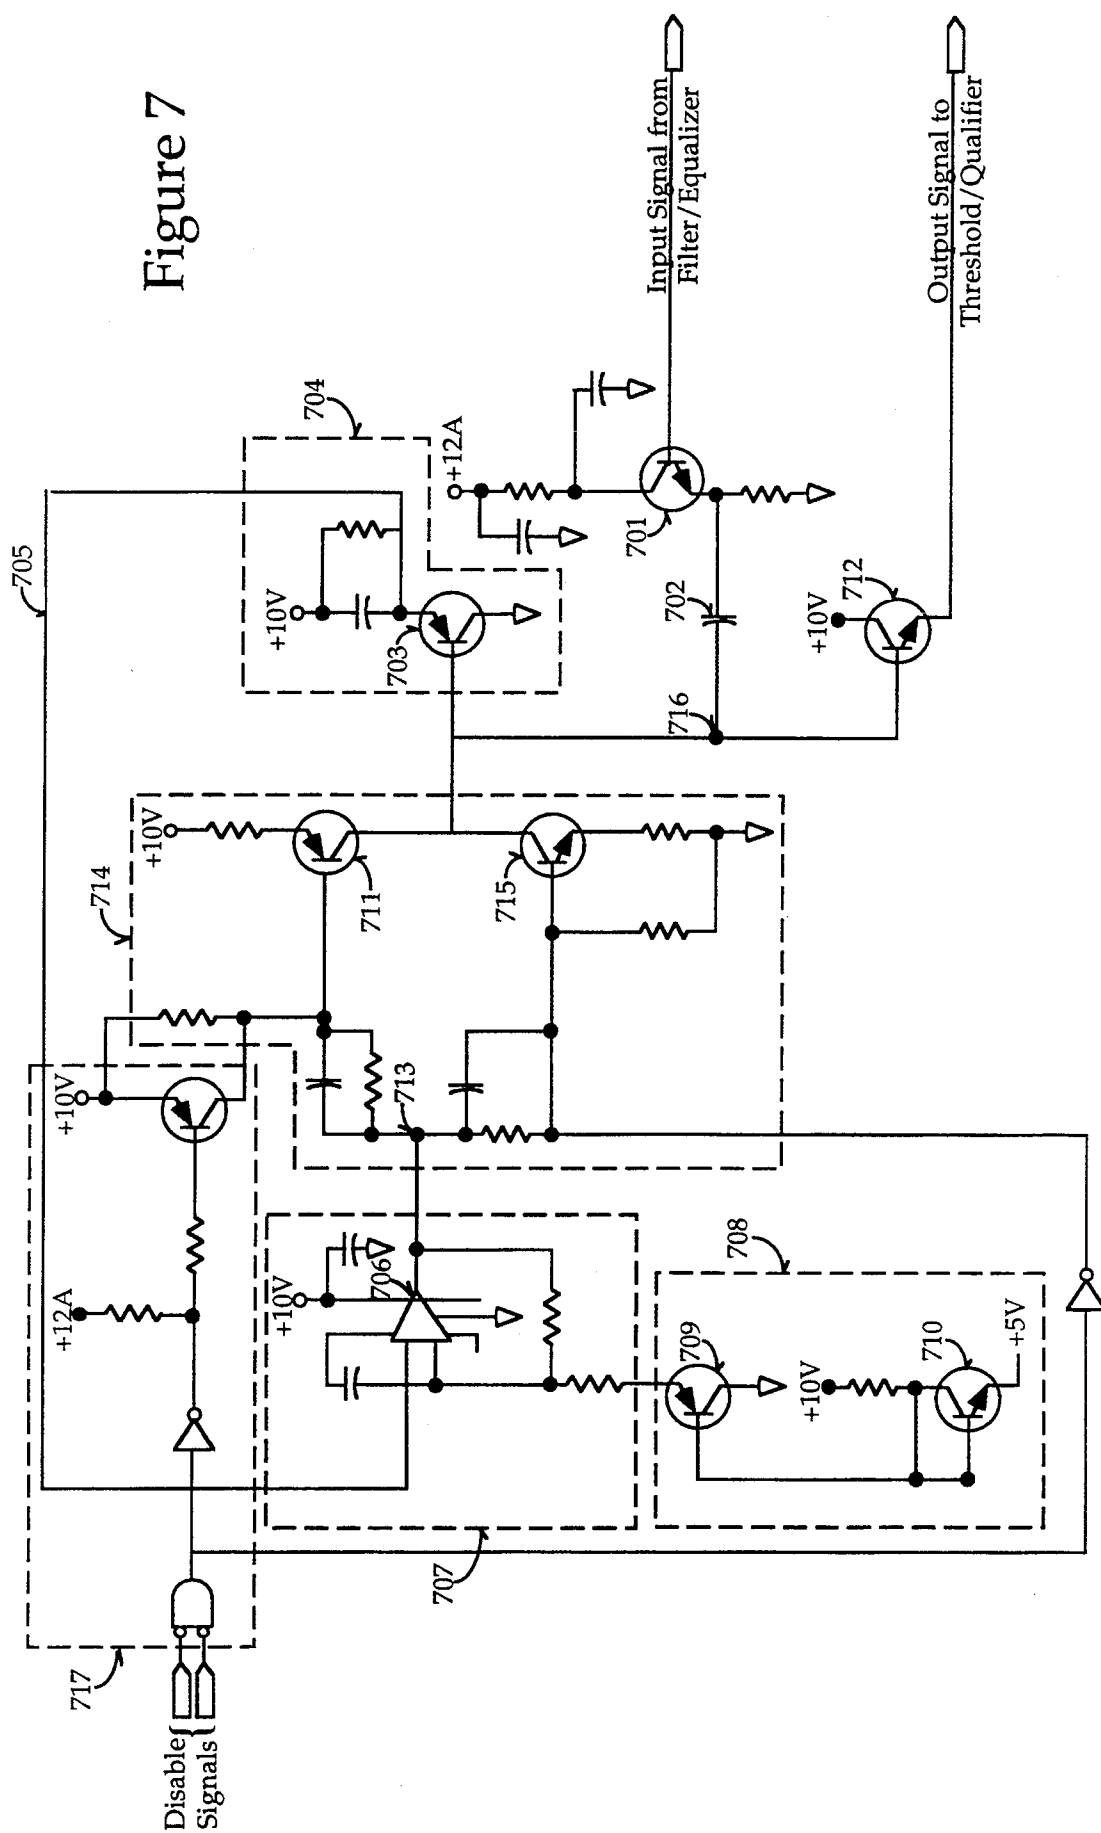 Figure 7
705
704
+10V
703
+12A
701
Input Signal from
Filter/Equalizer
702
716
+10V
712
Output Signal to
Threshold/Qualifier
714
+10V
711
715
+10V
+12A
713
+10V
706
707
708
709
+10V
710
+5V
717
Disable
Signals